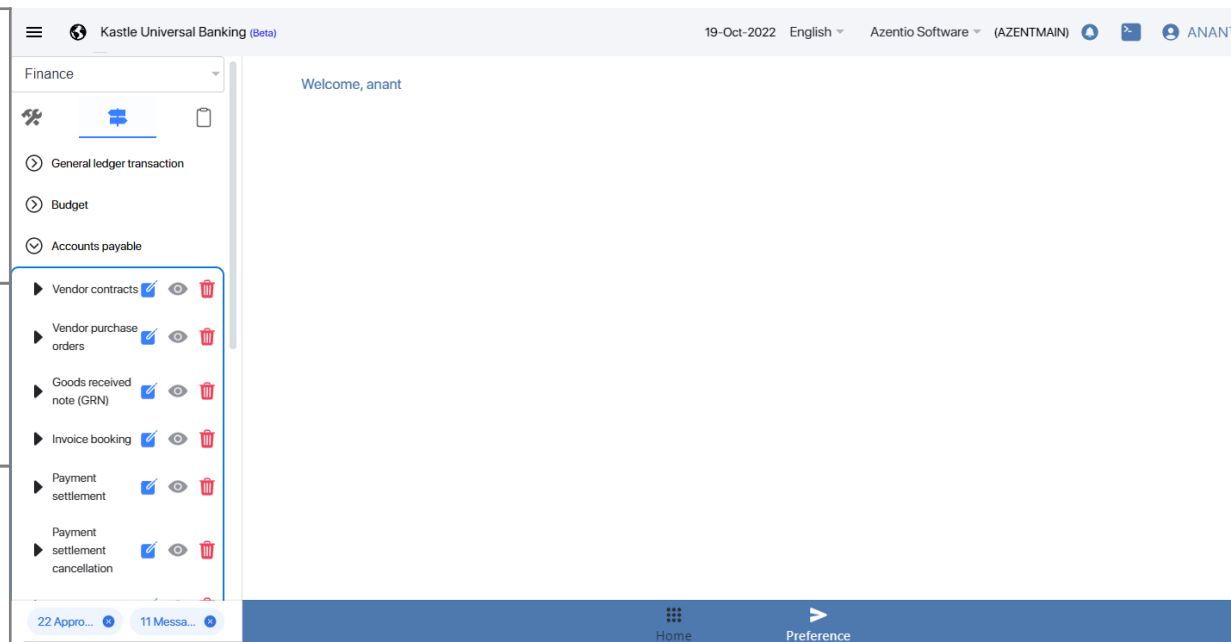 Kastle Universal Banking (Beta)
19-Oct-2022 English Azentio Software (AZENTMAIN) ANANT
Finance
Welcome, anant
General ledger transaction
Budget
Accounts payable
Vendor contracts
Vendor purchase
orders
Goods received
note (GRN)
Invoice booking
Payment
settlement
Payment
settlement
cancellation
22 Appro... 11 Messa...
Home
Preference